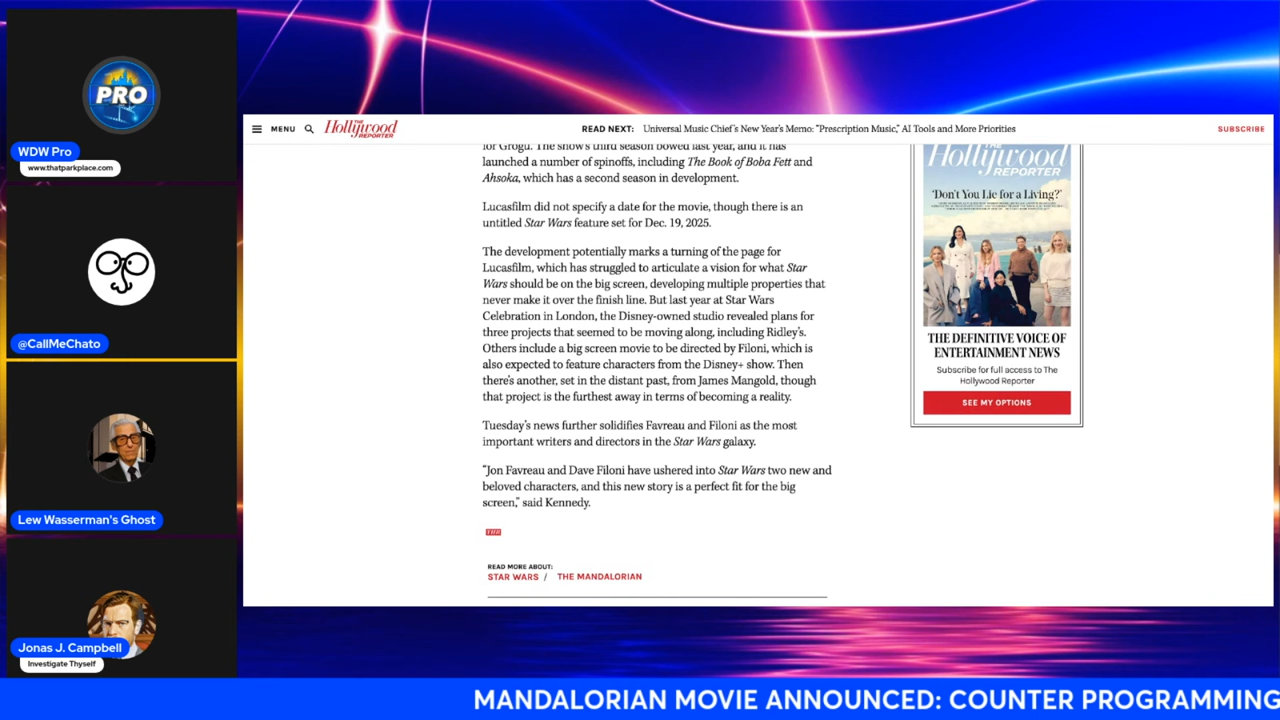 PRO
WDW Pro
www.thatparkplace.com
@CallMeChato
Lew Wasserman's Ghost
Jonas J. Campbell
Investigate Thyself
MENU
THE
Hollywood
REPORTER
READ NEXT: Universal Music Chief's New Year's Memo: "Prescription Music," AI Tools and More Priorities
SUBSCRIBE
for Grogu. The show's third season bowed last year, and it has
launched a number of spinoffs, including The Book of Boba Fett and
Ahsoka, which has a second season in development.
Lucasfilm did not specify a date for the movie, though there is an
untitled Star Wars feature set for Dec. 19, 2025.
The development potentially marks a turning of the page for
Lucasfilm, which has struggled to articulate a vision for what Star
Wars should be on the big screen, developing multiple properties that
never make it over the finish line. But last year at Star Wars
Celebration in London, the Disney-owned studio revealed plans for
three projects that seemed to be moving along, including Ridley's.
Others include a big screen movie to be directed by Filoni, which is
also expected to feature characters from the Disney+ show. Then
there's another, set in the distant past, from James Mangold, though
that project is the furthest away in terms of becoming a reality.
Tuesday's news further solidifies Favreau and Filoni as the most
important writers and directors in the Star Wars galaxy.
"Jon Favreau and Dave Filoni have ushered into Star Wars two new and
beloved characters, and this new story is a perfect fit for the big
screen," said Kennedy.
THR
READ MORE ABOUT:
STAR WARS / THE MANDALORIAN
Hollywood
REPORTER
'Don't You Lie for a Living?'
THE DEFINITIVE VOICE OF
ENTERTAINMENT NEWS
Subscribe for full access to The
Hollywood Reporter
SEE MY OPTIONS
MANDALORIAN MOVIE ANNOUNCED: COUNTER PROGRAMMING